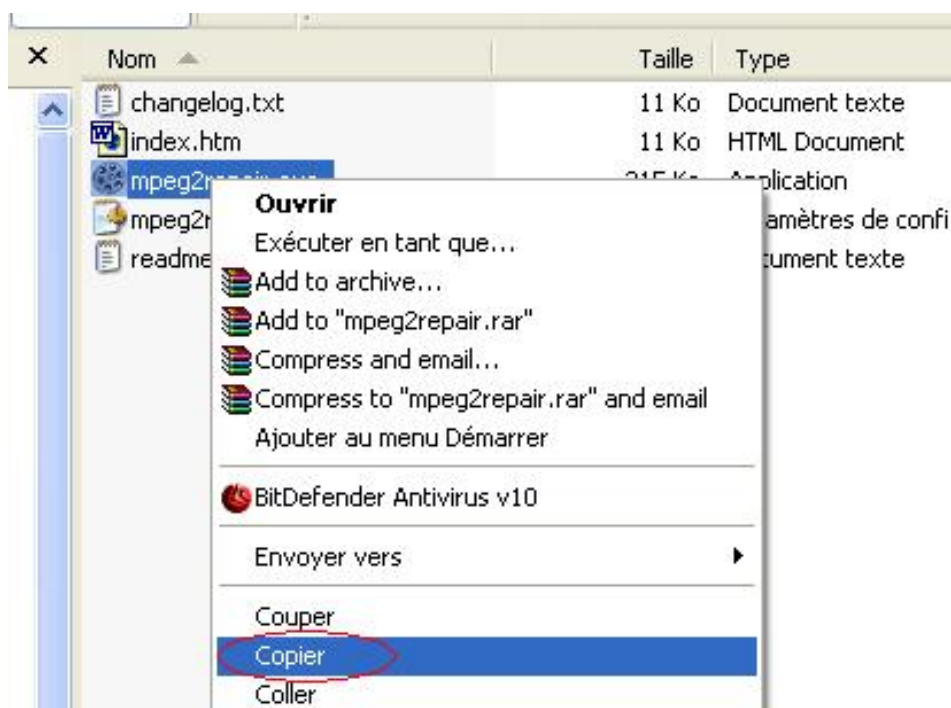 Nom Taille Type
changelog.txt 11 Ko Document texte
index.htm 11 Ko HTML Document
Ouvrir
Exécuter en tant que...
Add to archive...
Add to "mpeg2repair.rar"
Compress and email...
Compress to "mpeg2repair.rar" and email
Ajouter au menu Démarrer
BitDefender Antivirus v10
Envoyer vers
Couper
Copier
Coller